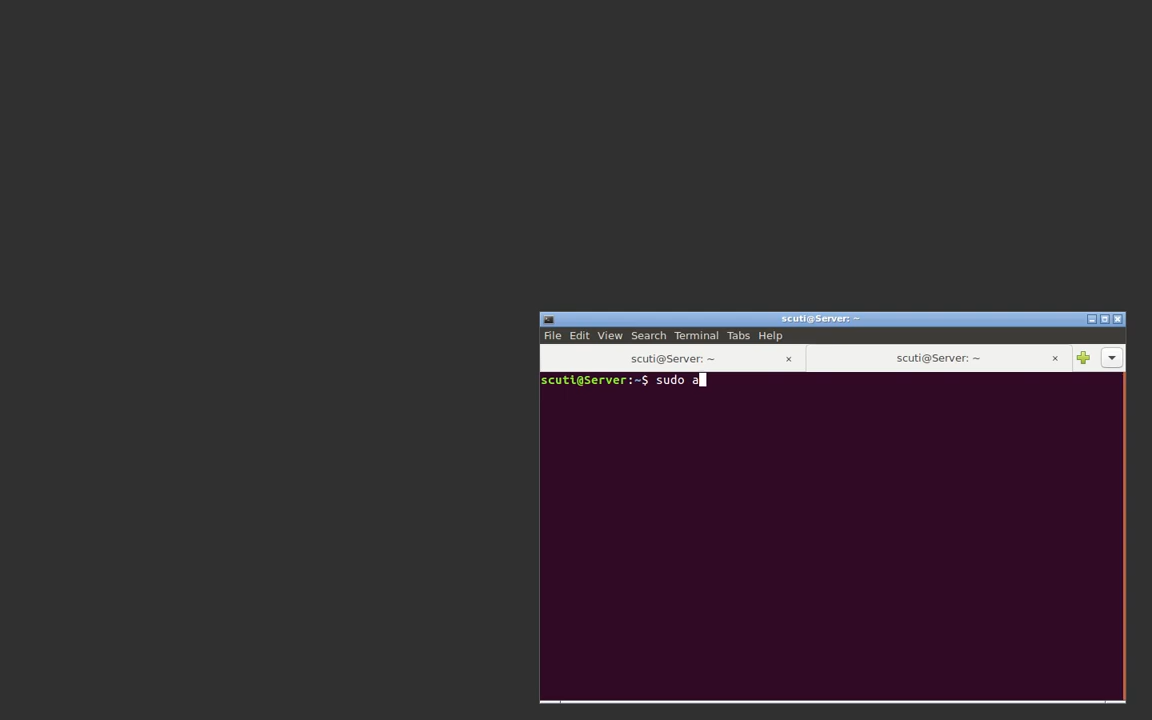 scuti@Server: ~
File Edit View Search Terminal Tabs Help
scuti@Server: ~ × scuti@Server: ~ ×
scuti@Server:~$ sudo a